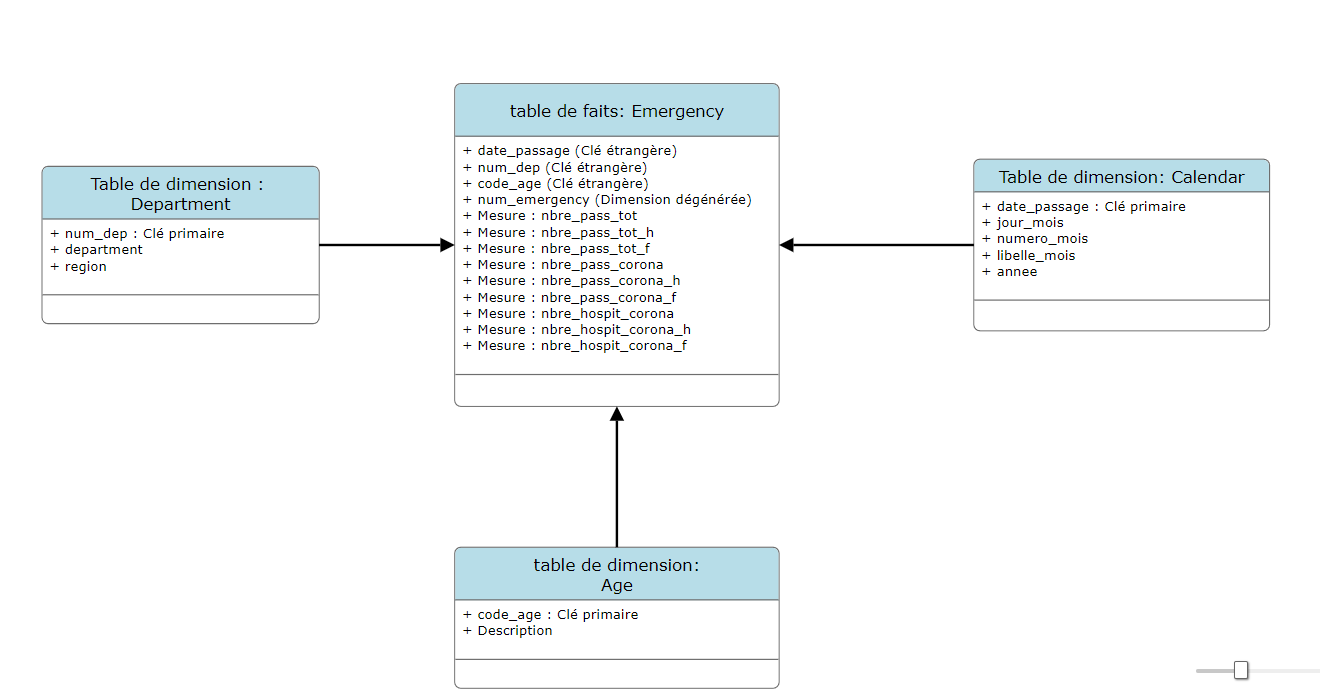 table de faits: Emergency
+ date_passage (Clé étrangère)
+ num_dep (Clé étrangère)
+ code_age (Clé étrangère)
+ num_emergency (Dimension dégénérée)
+ Mesure : nbre_pass_tot
+ Mesure : nbre_pass_tot_h
+ Mesure : nbre_pass_tot_f
+ Mesure : nbre_pass_corona
+ Mesure : nbre_pass_corona_h
+ Mesure : nbre_pass_corona_f
+ Mesure : nbre_hospit_corona
+ Mesure : nbre_hospit_corona_h
+ Mesure : nbre_hospit_corona_f
Table de dimension :
Department
+ num_dep : Clé primaire
+ department
+ region
Table de dimension: Calendar
+ date_passage : Clé primaire
+ jour_mois
+ numero_mois
+ libelle_mois
+ annee
table de dimension:
Age
+ code_age : Clé primaire
+ Description